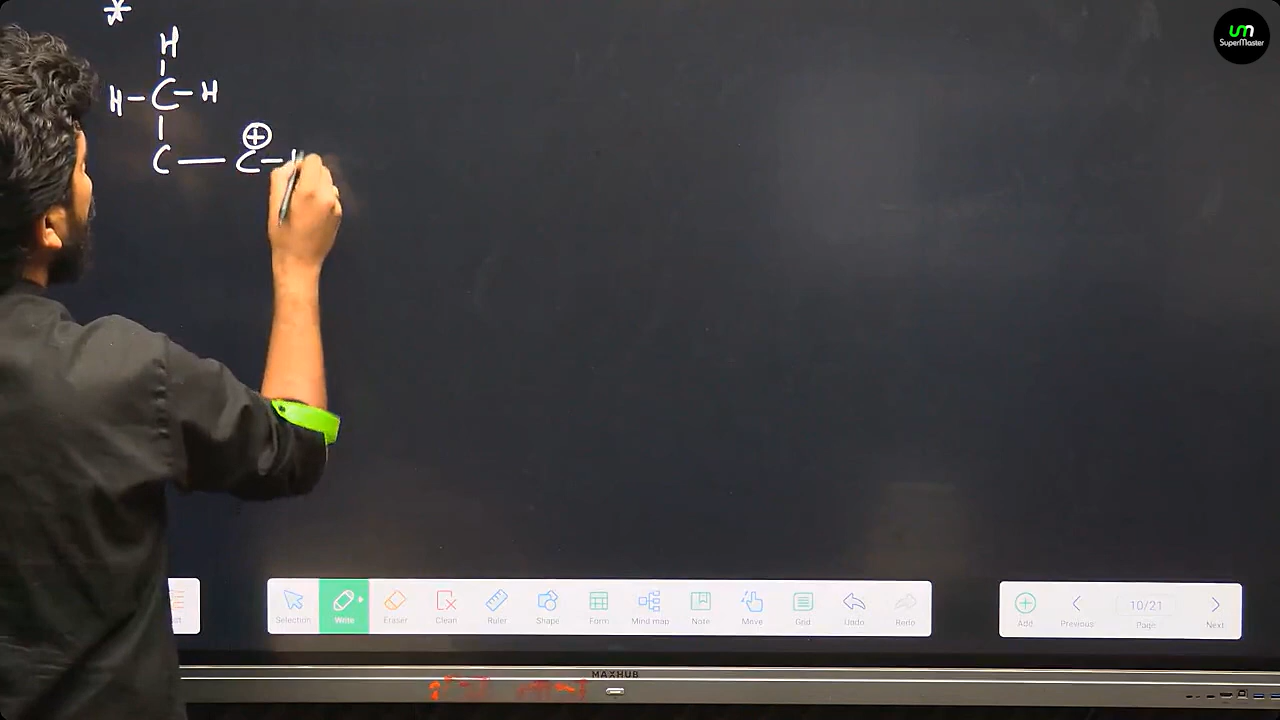 *
H
H-C-H
⊕
C — C -
UM
SuperMaster
Selection Write Eraser Clean Ruler Shape Form Mind map Note Move Grid Undo Redo
Add Previous 10/21 Page Next
MAXHUB